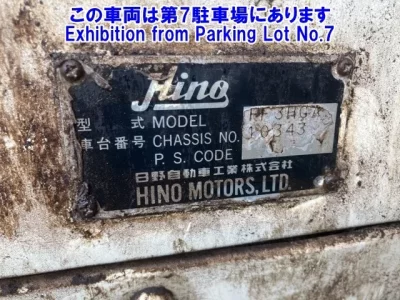 この車両は第7駐車場にあります
Exhibition from Parking Lot No.7
Hino
型 式 MODEL
車台番号 CHASSIS NO. 10343
P. S. CODE
日野自動車工業株式会社
HINO MOTORS, LTD.